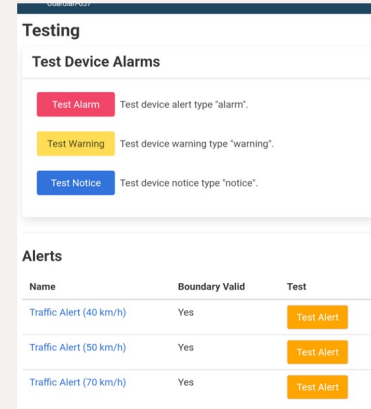 Testing
Test Device Alarms
Test Alarm Test device alert type "alarm".
Test Warning Test device warning type "warning".
Test Notice Test device notice type "notice".
Alerts
Name Boundary Valid Test
Traffic Alert (40 km/h) Yes Test Alert
Traffic Alert (50 km/h) Yes Test Alert
Traffic Alert (70 km/h) Yes Test Alert